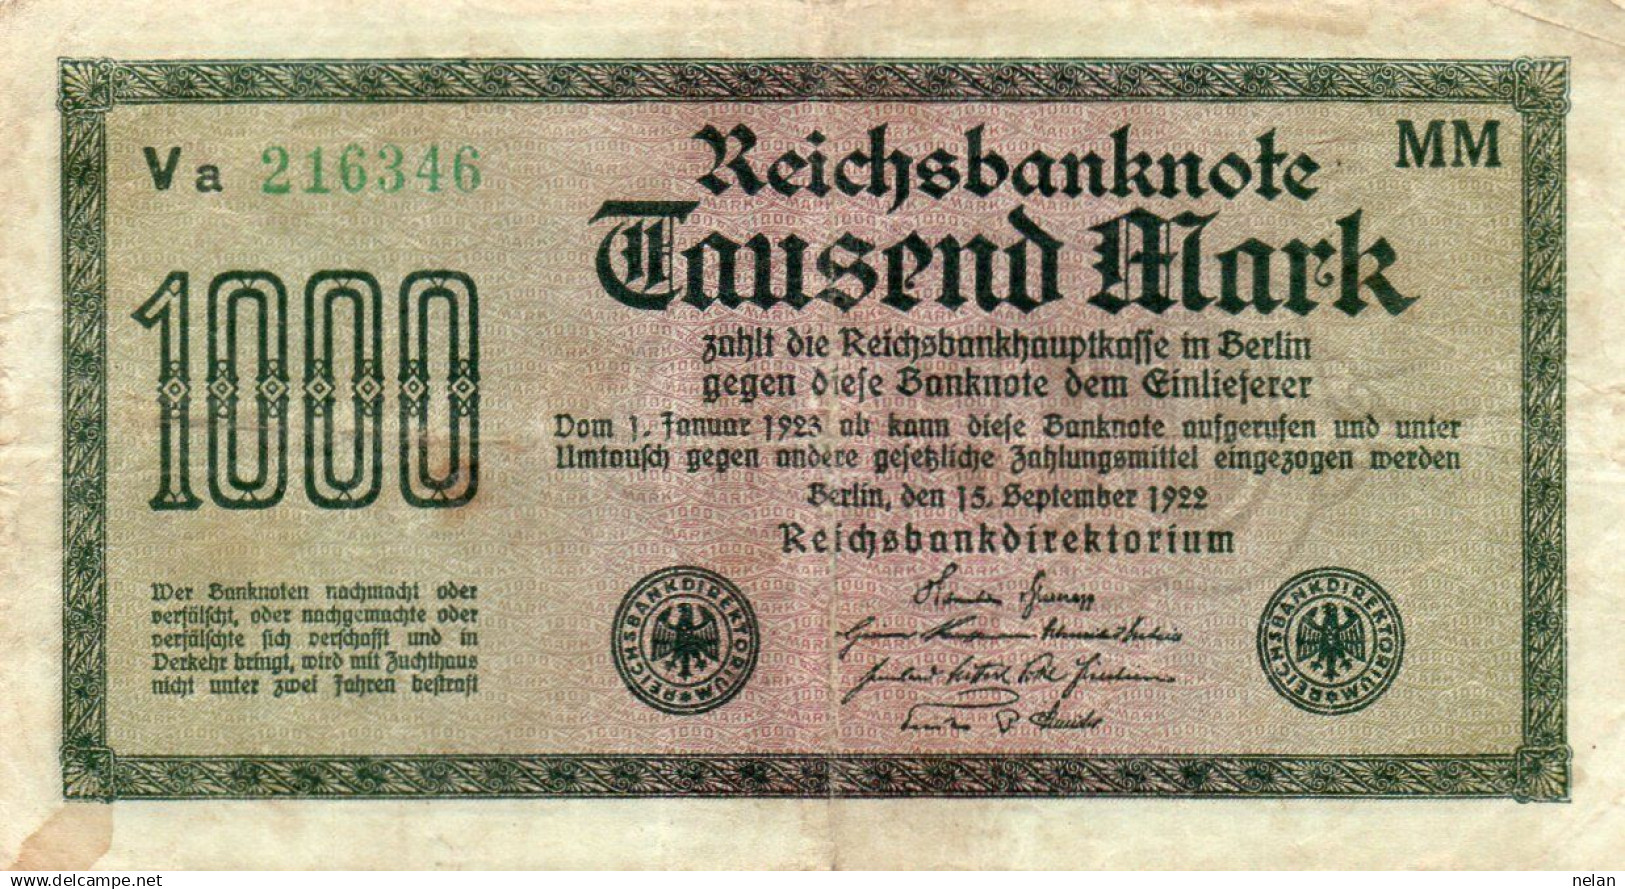 Va 216346
MM
Reichsbanknote
Tausend Mark
1000
zahlt die Reichsbankhauptkasse in Berlin
gegen diese Banknote dem Einlieferer
Vom 1. Januar 1923 ab kann diese Banknote aufgerufen und unter
Umtausch gegen andere gesetzliche Zahlungsmittel eingezogen werden
Berlin, den 15. September 1922
Reichsbankdirektorium
Wer Banknoten nachmacht oder
verfälscht, oder nachgemachte oder
verfälschte sich verschafft und in
Verkehr bringt, wird mit Zuchthaus
nicht unter zwei Jahren bestraft
REICHSBANKDIREKTORIUM
REICHSBANKDIREKTORIUM
www.delcampe.net
nelan